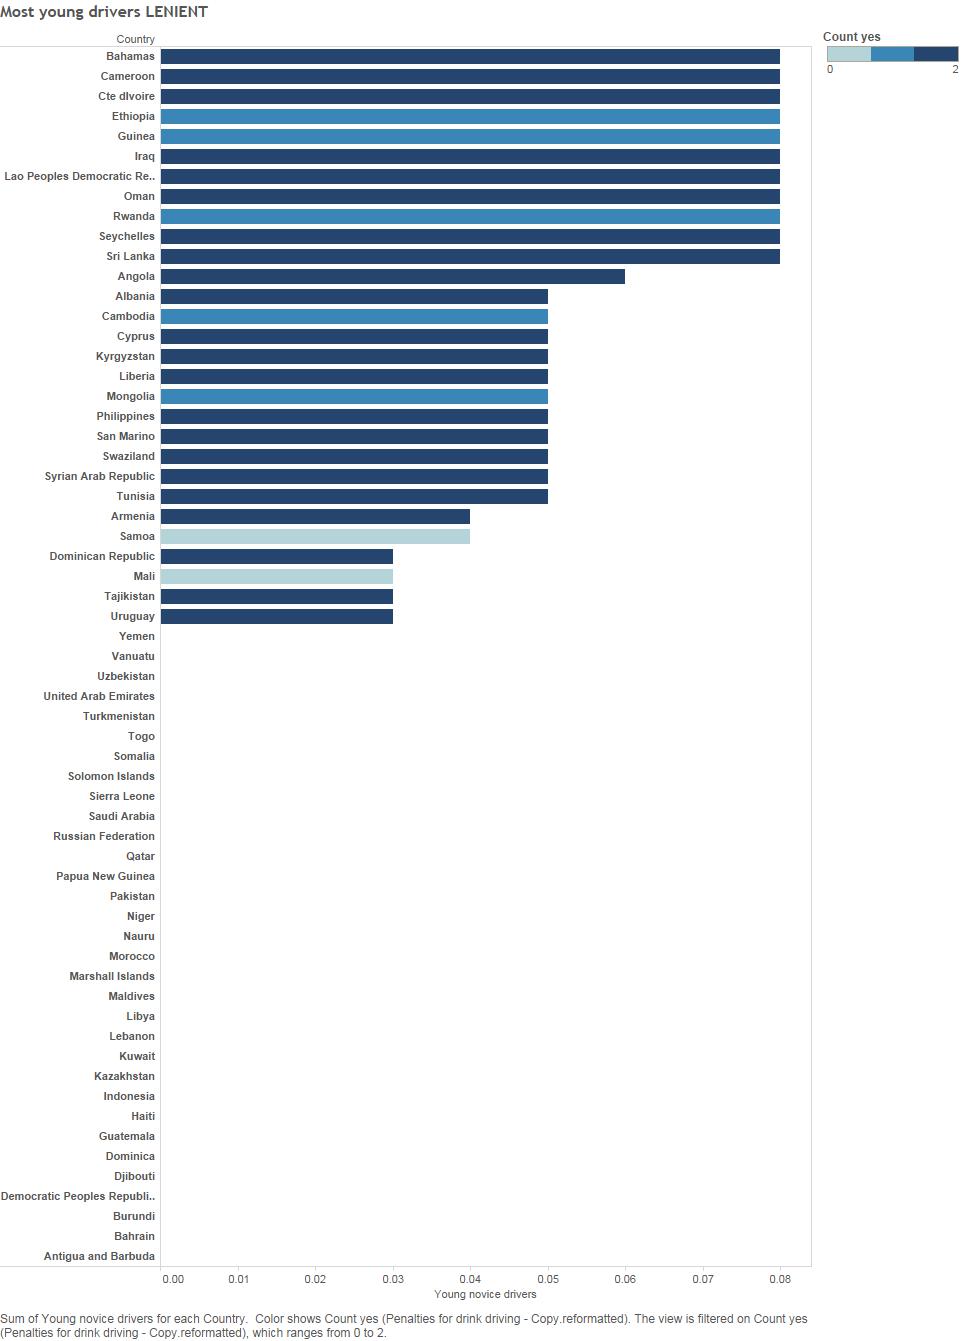 Most young drivers LENIENT
Country
Count yes
0 2
Bahamas
Cameroon
Cte dIvoire
Ethiopia
Guinea
Iraq
Lao Peoples Democratic Re..
Oman
Rwanda
Seychelles
Sri Lanka
Angola
Albania
Cambodia
Cyprus
Kyrgyzstan
Liberia
Mongolia
Philippines
San Marino
Swaziland
Syrian Arab Republic
Tunisia
Armenia
Samoa
Dominican Republic
Mali
Tajikistan
Uruguay
Yemen
Vanuatu
Uzbekistan
United Arab Emirates
Turkmenistan
Togo
Somalia
Solomon Islands
Sierra Leone
Saudi Arabia
Russian Federation
Qatar
Papua New Guinea
Pakistan
Niger
Nauru
Morocco
Marshall Islands
Maldives
Libya
Lebanon
Kuwait
Kazakhstan
Indonesia
Haiti
Guatemala
Dominica
Djibouti
Democratic Peoples Republi..
Burundi
Bahrain
Antigua and Barbuda
0.00 0.01 0.02 0.03 0.04 0.05 0.06 0.07 0.08
Young novice drivers
Sum of Young novice drivers for each Country.  Color shows Count yes (Penalties for drink driving - Copy.reformatted). The view is filtered on Count yes
(Penalties for drink driving - Copy.reformatted), which ranges from 0 to 2.